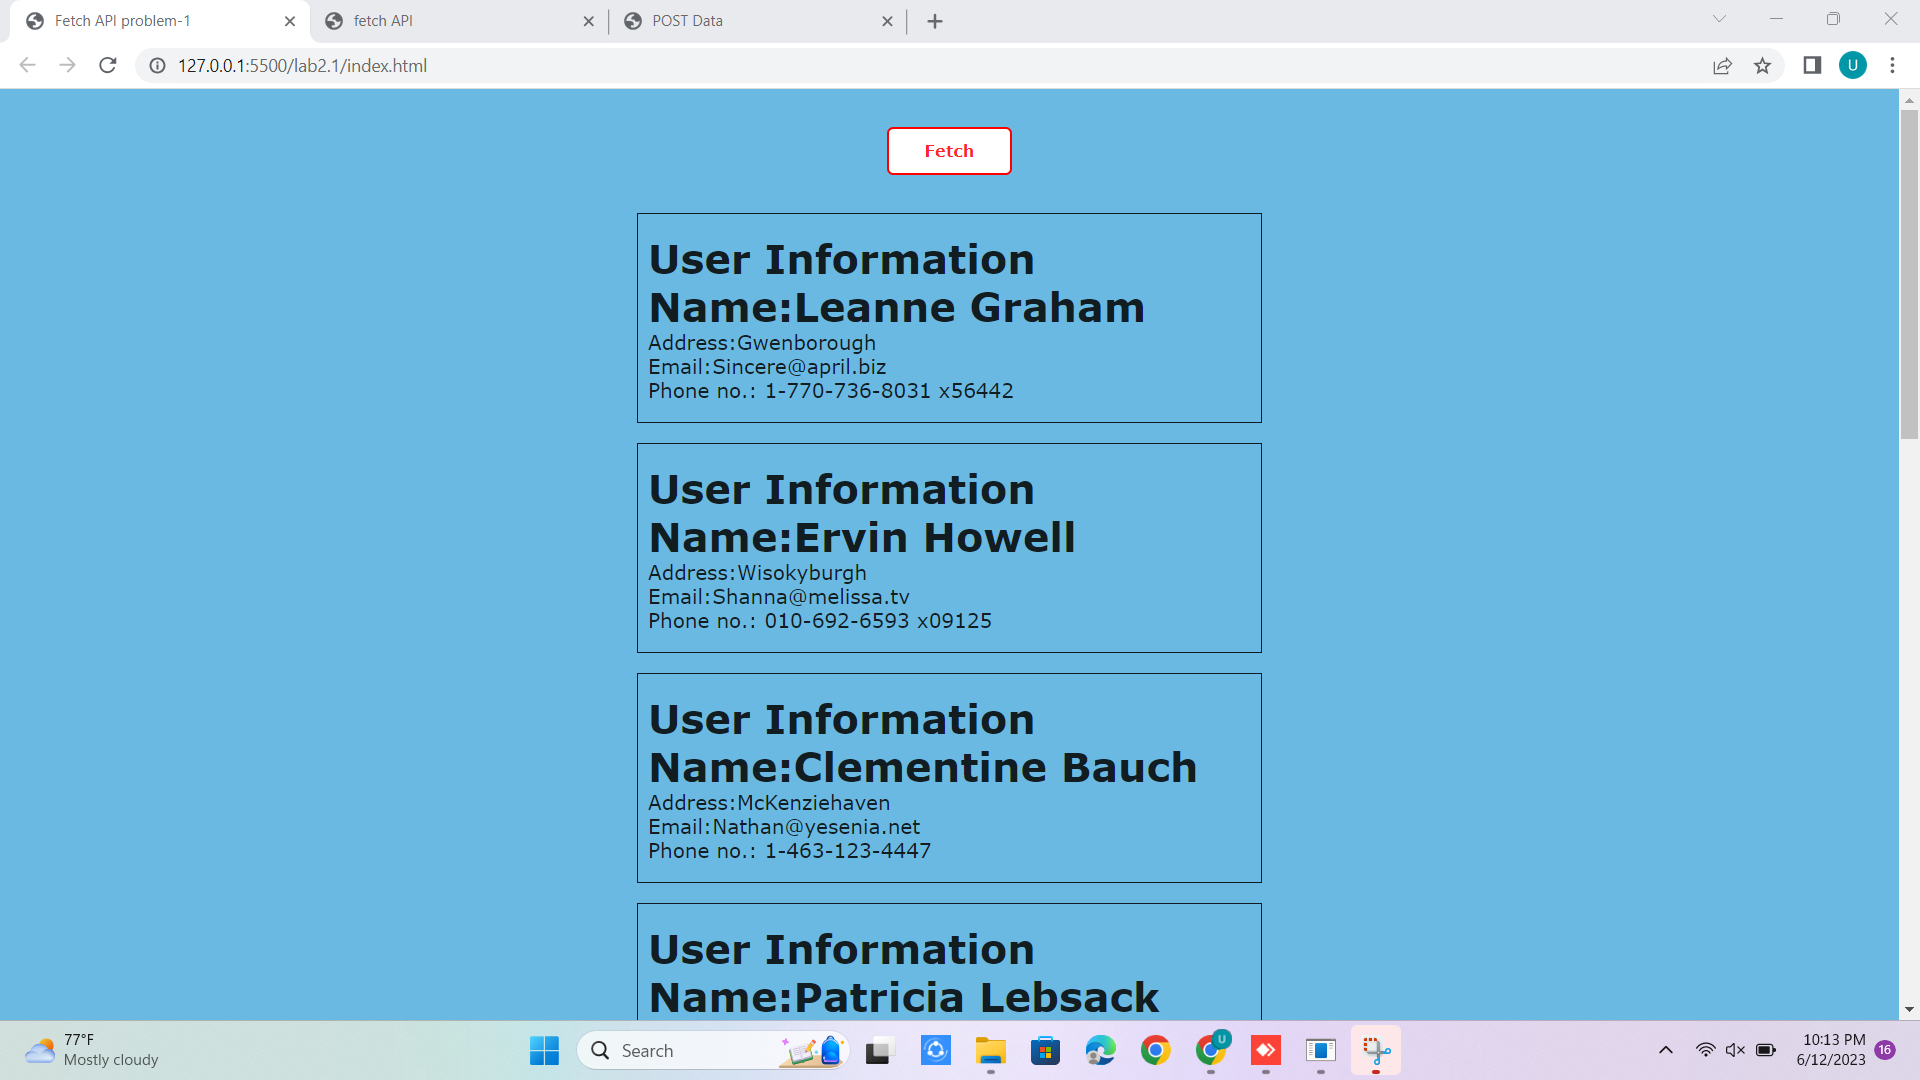 Fetch API problem-1
fetch API
POST Data
127.0.0.1:5500/lab2.1/index.html
U
Fetch
User Information
Name:Leanne Graham
Address:Gwenborough
Email:Sincere@april.biz
Phone no.: 1-770-736-8031 x56442
User Information
Name:Ervin Howell
Address:Wisokyburgh
Email:Shanna@melissa.tv
Phone no.: 010-692-6593 x09125
User Information
Name:Clementine Bauch
Address:McKenziehaven
Email:Nathan@yesenia.net
Phone no.: 1-463-123-4447
User Information
Name:Patricia Lebsack
77°F
Mostly cloudy
Search
U
10:13 PM
6/12/2023
16